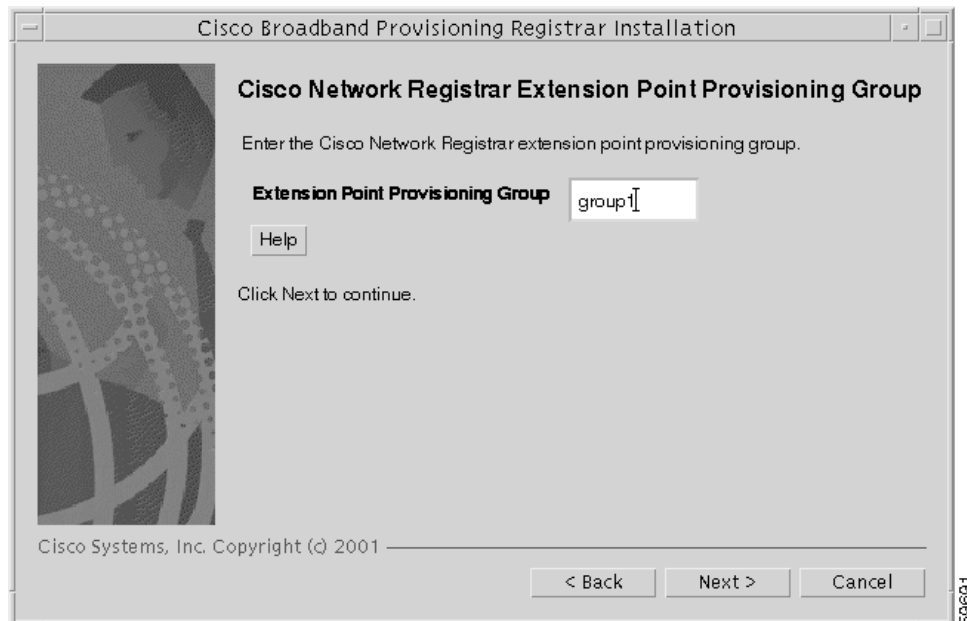 Cisco Broadband Provisioning Registrar Installation
Cisco Network Registrar Extension Point Provisioning Group
Enter the Cisco Network Registrar extension point provisioning group.
Extension Point Provisioning Group group1
Help
Click Next to continue.
Cisco Systems, Inc. Copyright (c) 2001
< Back Next > Cancel
59691